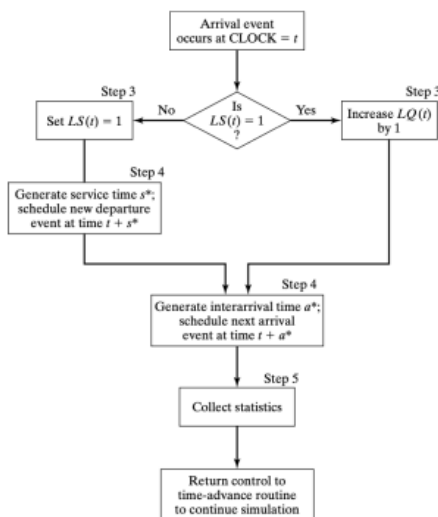 Arrival event
occurs at CLOCK = t
Step 3
Step 3
Set LS(t) = 1
No
Is
LS(t) = 1
?
Yes
Increase LQ(t)
by 1
Step 4
Generate service time s*;
schedule new departure
event at time t + s*
Step 4
Generate interarrival time a*;
schedule next arrival
event at time t + a*
Step 5
Collect statistics
Return control to
time-advance routine
to continue simulation